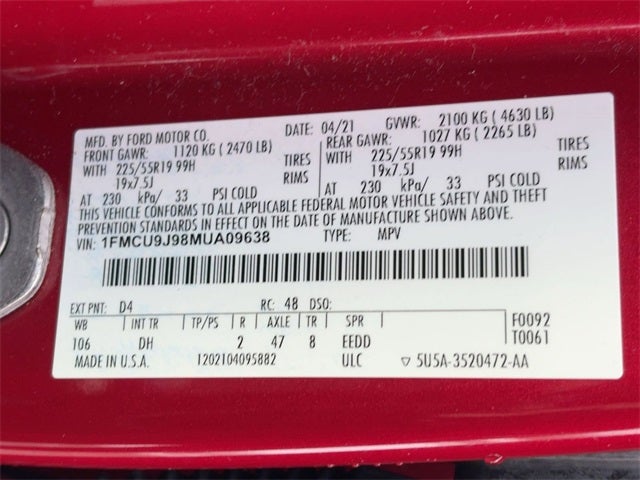 MFD. BY FORD MOTOR CO. DATE: 04/21 GVWR: 2100 KG ( 4630 LB)
FRONT GAWR: 1120 KG ( 2470 LB) REAR GAWR: 1027 KG ( 2265 LB)
WITH 225/55R19 99H TIRES WITH 225/55R19 99H TIRES
19x7.5J RIMS 19x7.5J RIMS
AT 230 kPa/ 33 PSI COLD AT 230 kPa/ 33 PSI COLD
THIS VEHICLE CONFORMS TO ALL APPLICABLE FEDERAL MOTOR VEHICLE SAFETY AND THEFT
PREVENTION STANDARDS IN EFFECT ON THE DATE OF MANUFACTURE SHOWN ABOVE.
VIN: 1FMCU9J98MUA09638 TYPE: MPV
EXT PNT: D4 RC: 48 DSO:
WB INT TR TP/PS R AXLE TR SPR F0092
106 DH 2 47 8 EEDD T0061
MADE IN U.S.A. 1202104095882 ULC ▽ 5U5A-3520472-AA